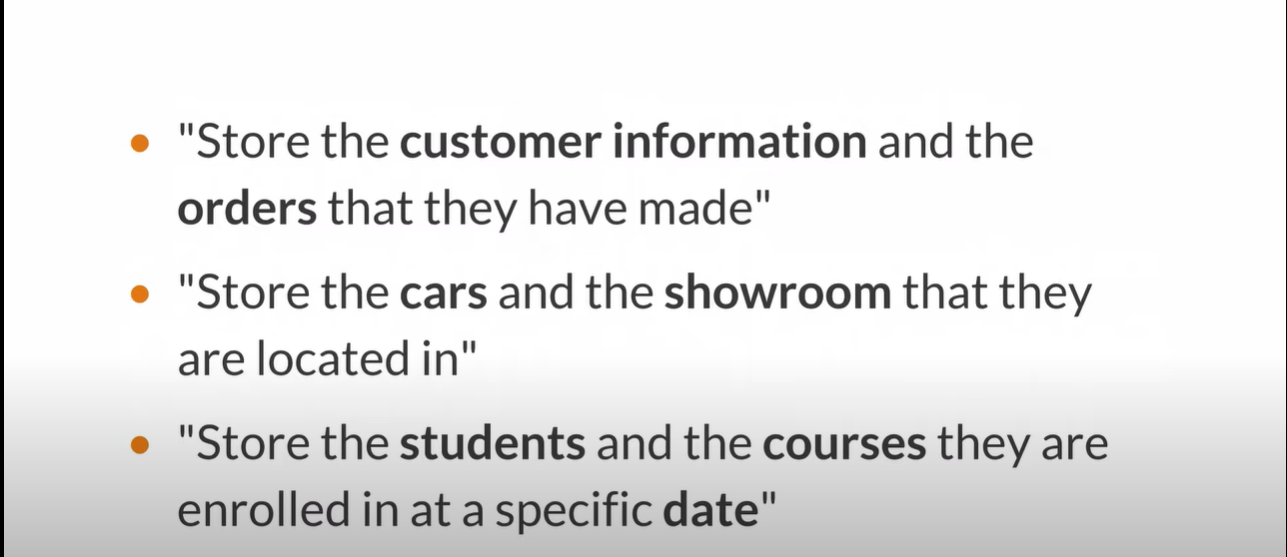 • "Store the customer information and the
orders that they have made"
• "Store the cars and the showroom that they
are located in"
• "Store the students and the courses they are
enrolled in at a specific date"